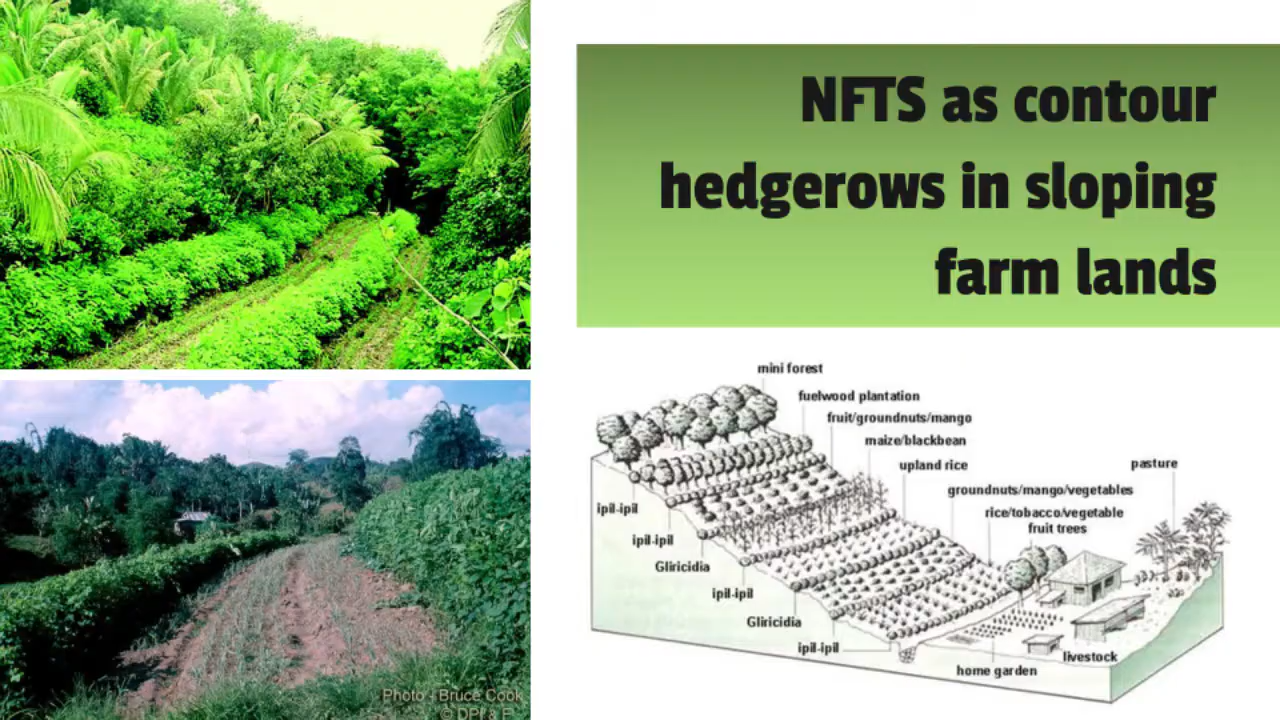 NFTS as contour
hedgerows in sloping
farm lands
mini forest
fuelwood plantation
fruit/groundnuts/mango
maize/blackbean
upland rice
pasture
groundnuts/mango/vegetables
rice/tobacco/vegetable
fruit trees
ipil-ipil
ipil-ipil
Gliricidia
ipil-ipil
Gliricidia
ipil-ipil
livestock
home garden
Photo - Bruce Cook
© DPI & F